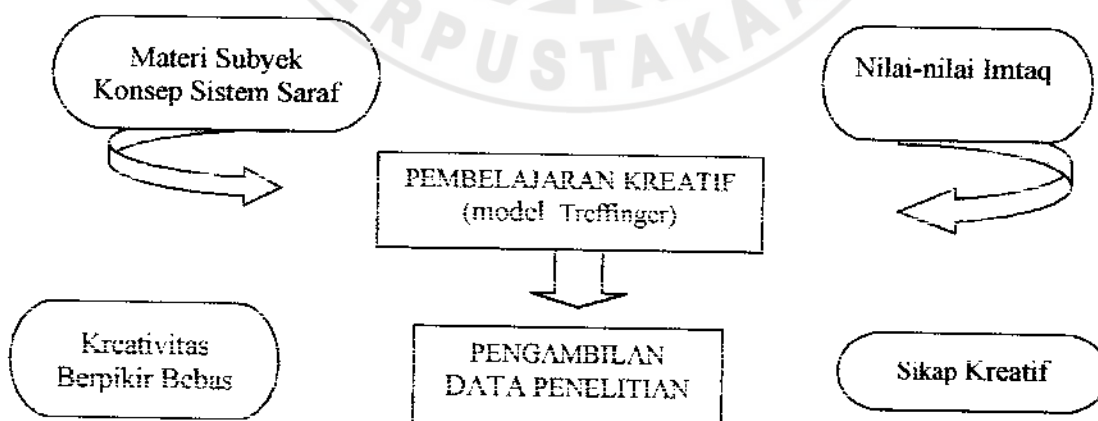 ERPUSTAKA
Materi Subyek
Konsep Sistem Saraf
Nilai-nilai Imtaq
PEMBELAJARAN KREATIF
(model Treffinger)
Kreativitas
Berpikir Bebas
PENGAMBILAN
DATA PENELITIAN
Sikap Kreatif